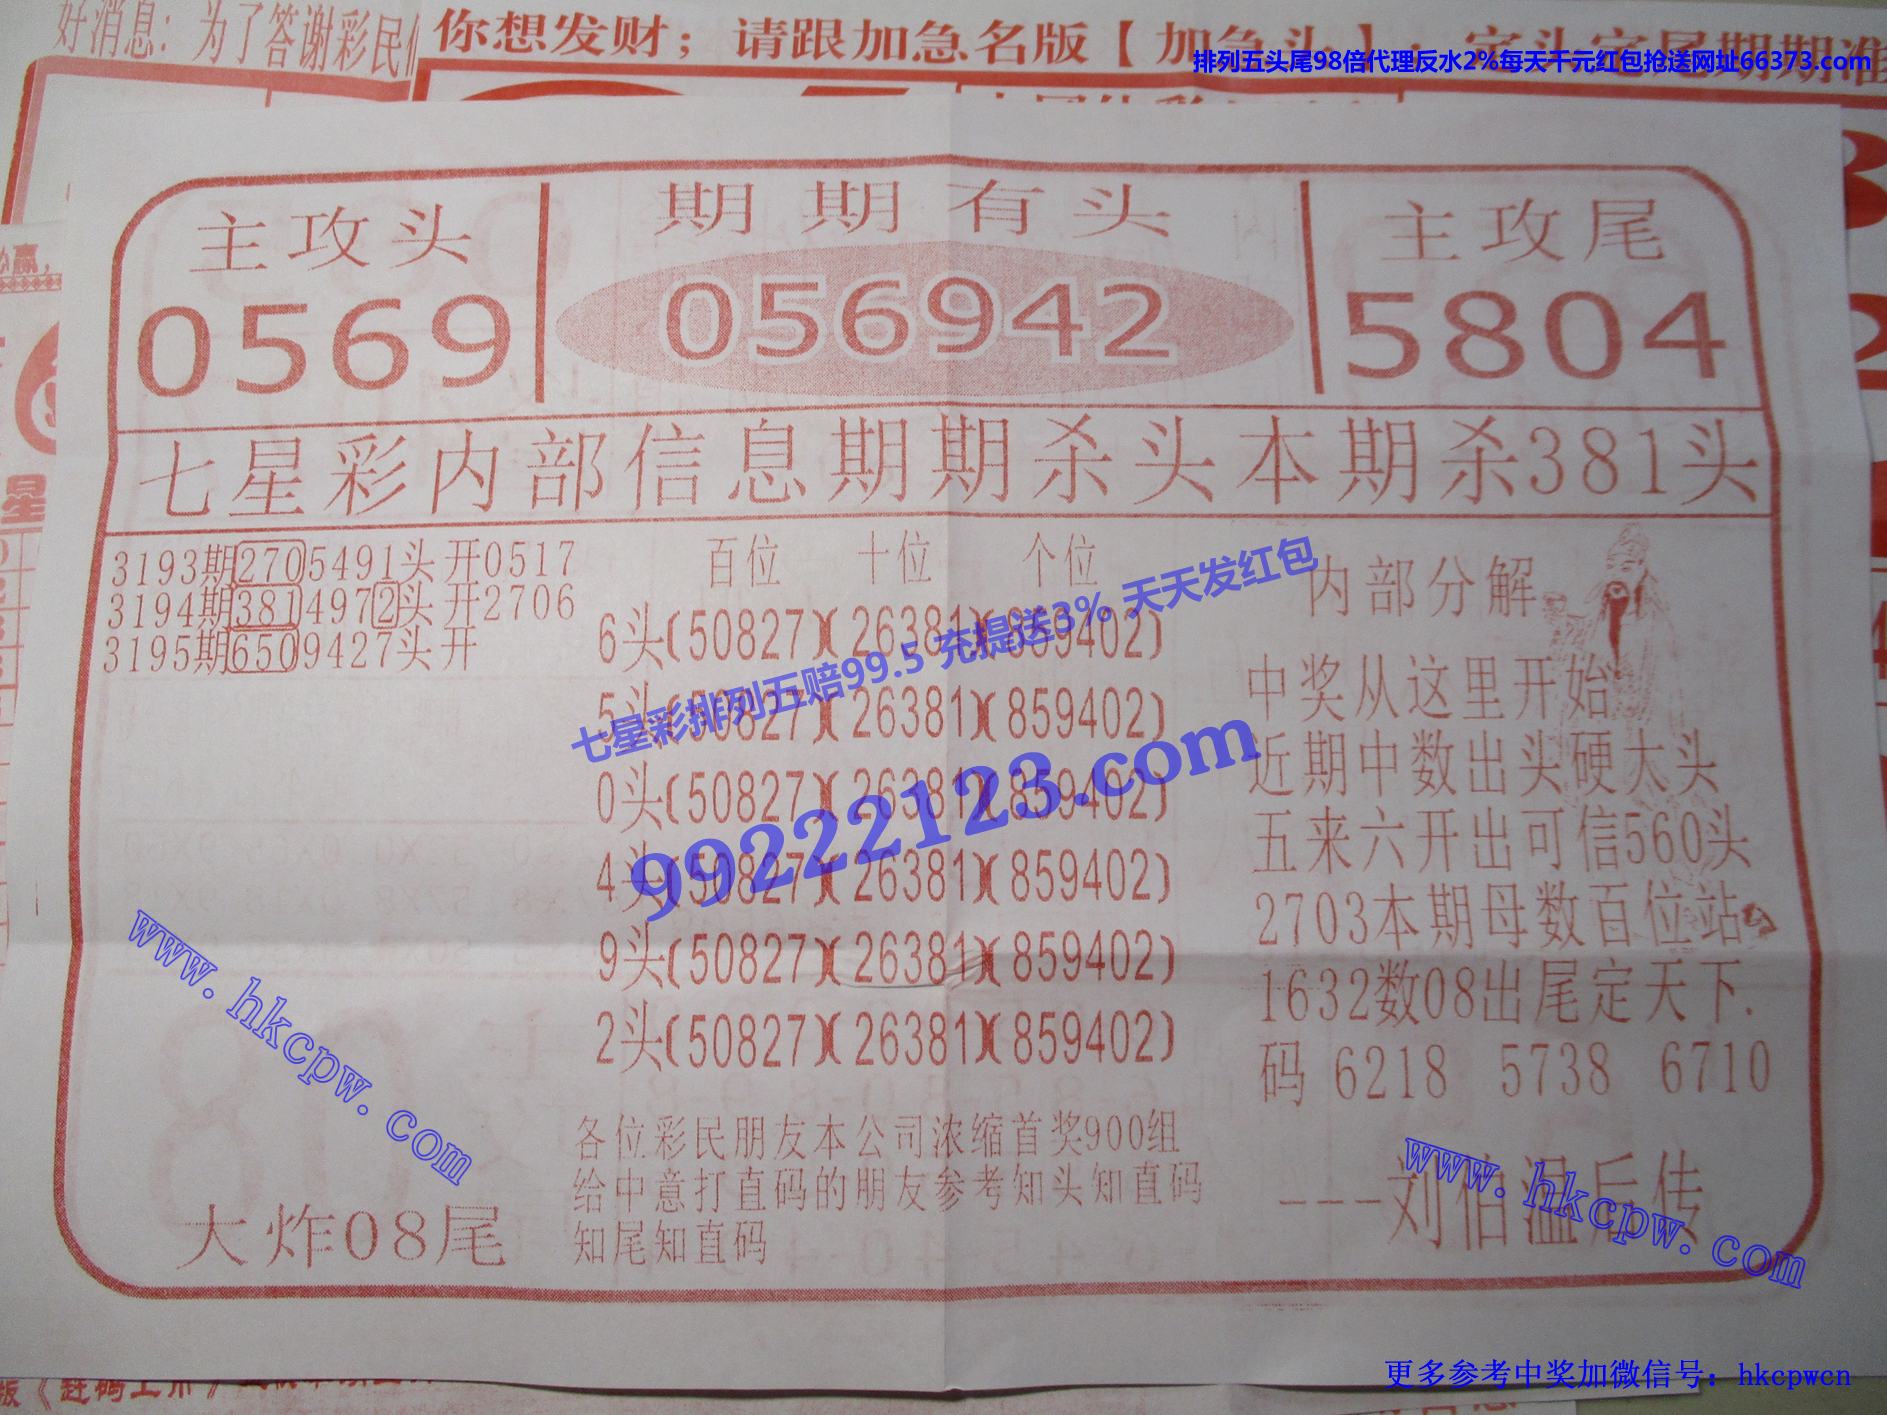 好消息：为了答谢彩民们
你想发财；请跟加急名版【加急头】：定头定尾期期准
排列五头尾98倍代理反水2%每天千元红包抢送网址66373.com
主攻头
0569
期期有头
056942
主攻尾
5804
七星彩内部信息期期杀头本期杀381头
3193期2705491头开0517
3194期3814972头开2706
3195期6509427头开
百位 十位 个位
6头(50827)(26381)(859402)
5头(50827)(26381)(859402)
0头(50827)(26381)(859402)
4头(50827)(26381)(859402)
9头(50827)(26381)(859402)
2头(50827)(26381)(859402)
七星彩排列五赔99.5 充提送3% 天天发红包
99222123.com
内部分解
中奖从这里开始
近期中数出头硬大头
五来六开出可信560头
2703本期母数百位站
1632数08出尾定天下.
码 6218 5738 6710
---刘伯温后传
各位彩民朋友本公司浓缩首奖900组
给中意打直码的朋友参考知头知直码
知尾知直码
大炸08尾
www.hkcpw.com
www.hkcpw.com
更多参考中奖加微信号：hkcpwcn